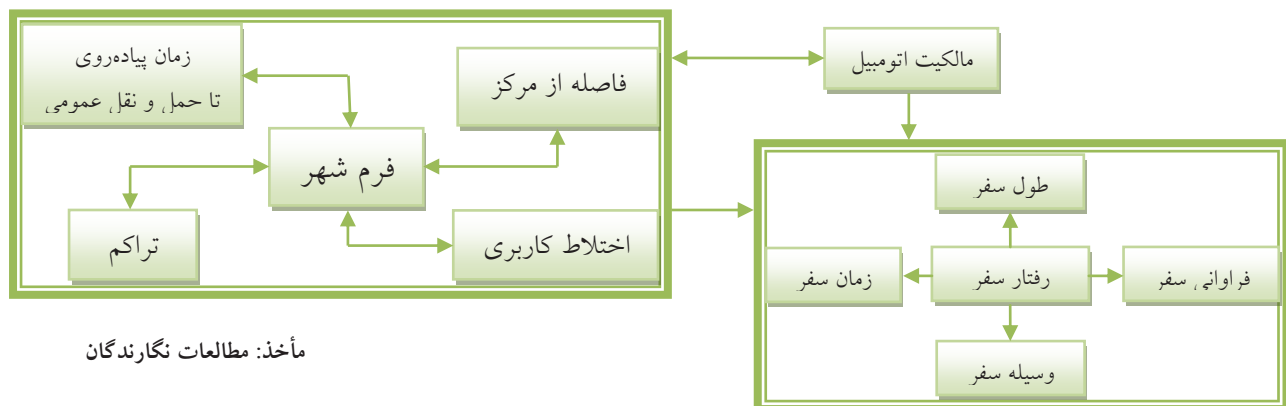 زمان پیاده‌روی
تا حمل و نقل عمومی
فاصله از مرکز
مالکیت اتومبیل
فرم شهر
تراکم
اختلاط کاربری
طول سفر
زمان سفر
رفتار سفر
فراوانی سفر
وسیله سفر
مأخذ: مطالعات نگارندگان